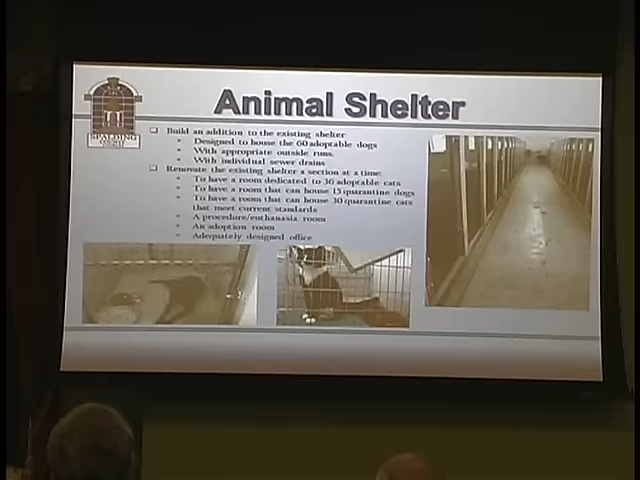 Animal Shelter
SPALDING
COUNTY
Build an addition to the existing shelter
Designed to house the 60 adoptable dogs
With appropriate outside runs.
With individual sewer drains
Renovate the existing shelter a section at a time:
To have a room dedicated to 36 adoptable cats
To have a room that can house 15 quarantine dogs
To have a room that can house 30 quarantine cats
that meet current standards
A procedure/euthanasia room
An adoption room
Adequately designed office